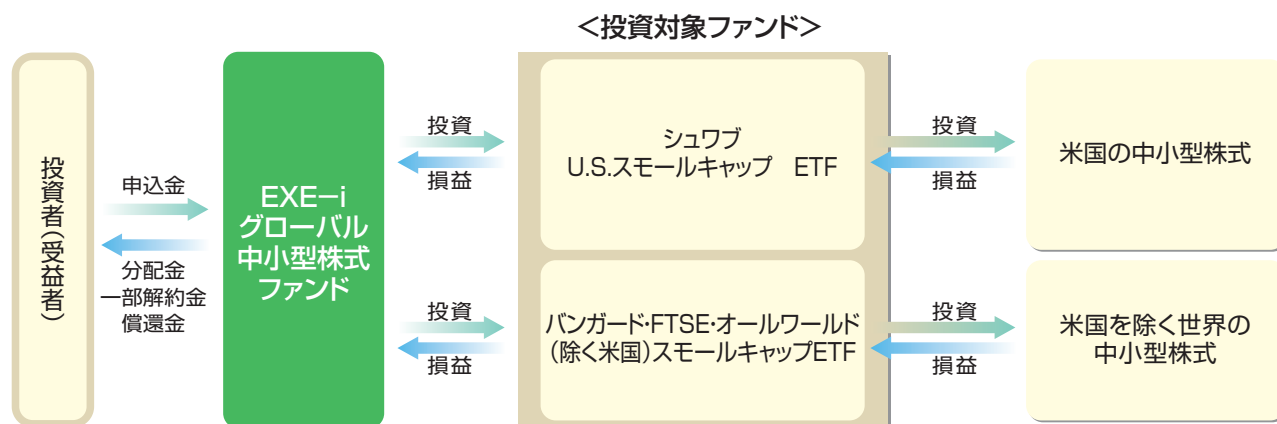 <投資対象ファンド>
投資者(受益者)
申込金
分配金
一部解約金
償還金
EXE-i
グローバル
中小型株式
ファンド
投資
損益
シュワブ
U.S.スモールキャップ ETF
投資
損益
米国の中小型株式
投資
損益
バンガード・FTSE・オールワールド
(除く米国)スモールキャップETF
投資
損益
米国を除く世界の
中小型株式